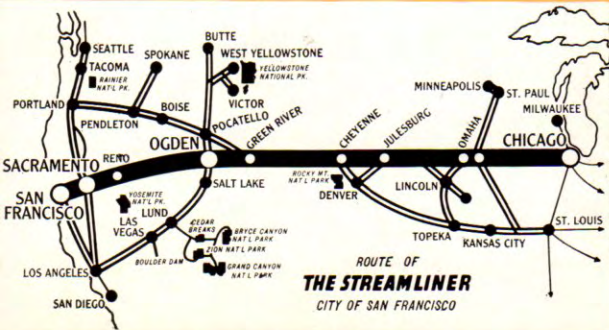 SEATTLE
TACOMA
RAINIER
NAT'L PK.
SPOKANE
BUTTE
WEST YELLOWSTONE
YELLOWSTONE
NATIONAL PK.
VICTOR
PORTLAND
PENDLETON
BOISE
POCATELLO
GREEN RIVER
OGDEN
CHEYENNE
JULESBURG
OMAHA
MINNEAPOLIS
ST. PAUL
MILWAUKEE
CHICAGO
SACRAMENTO
RENO
SAN
FRANCISCO
YOSEMITE
NAT'L PK.
SALT LAKE
ROCKY MT.
NAT'L PARK
DENVER
LINCOLN
LAS
VEGAS
LUND
CEDAR
BREAKS
BRYCE CANYON
NAT'L PARK
ZION NAT'L PARK
GRAND CANYON
NAT'L PARK
BOULDER DAM
LOS ANGELES
SAN DIEGO
TOPEKA
KANSAS CITY
ST. LOUIS
ROUTE OF
THE STREAMLINER
CITY OF SAN FRANCISCO